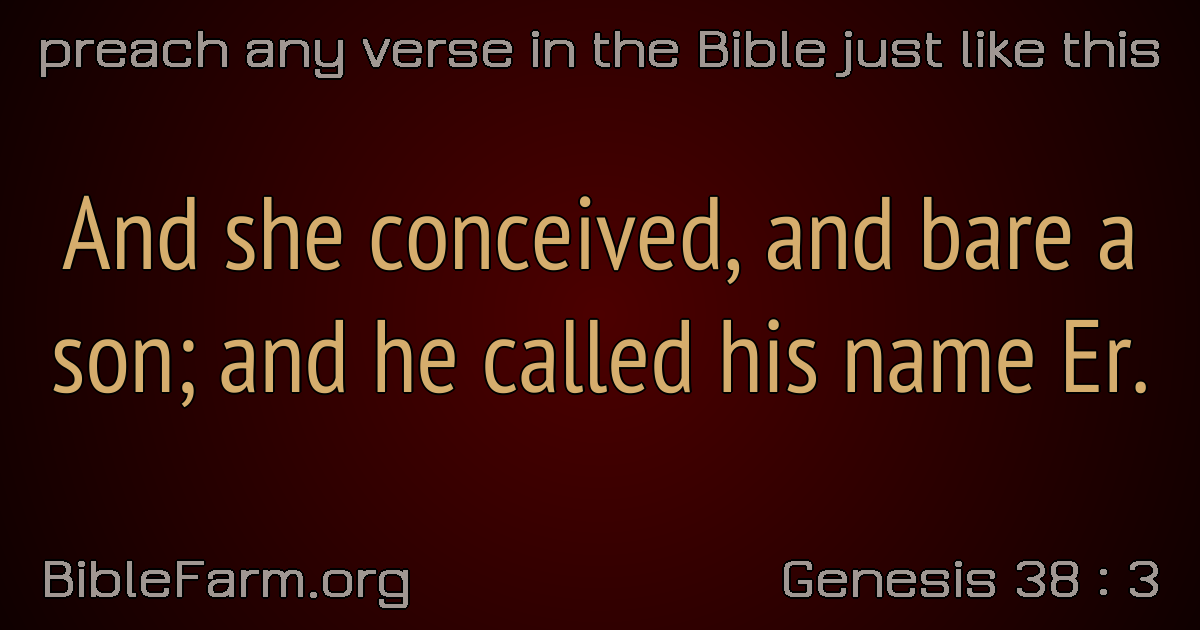 preach any verse in the Bible just like this
And she conceived, and bare a
son; and he called his name Er.
BibleFarm.org
Genesis 38 : 3